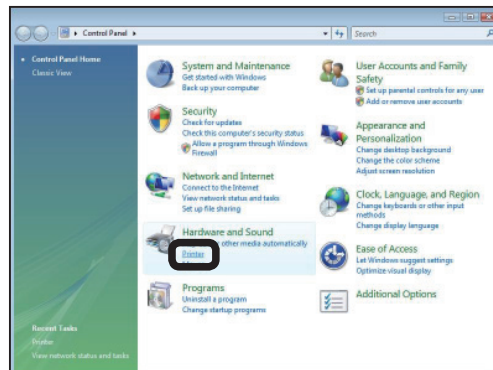 Control Panel
Search
Control Panel Home
Classic View
System and Maintenance
Get started with Windows
Back up your computer
Security
Check for updates
Check this computer's security status
Allow a program through Windows
Firewall
Network and Internet
Connect to the Internet
View network status and tasks
Set up file sharing
Hardware and Sound
other media automatically
Printer
Programs
Uninstall a program
Change startup programs
User Accounts and Family
Safety
Set up parental controls for any user
Add or remove user accounts
Appearance and
Personalization
Change desktop background
Change the color scheme
Adjust screen resolution
Clock, Language, and Region
Change keyboards or other input
methods
Change display language
Ease of Access
Let Windows suggest settings
Optimize visual display
Additional Options
Recent Tasks
Printer
View network status and tasks